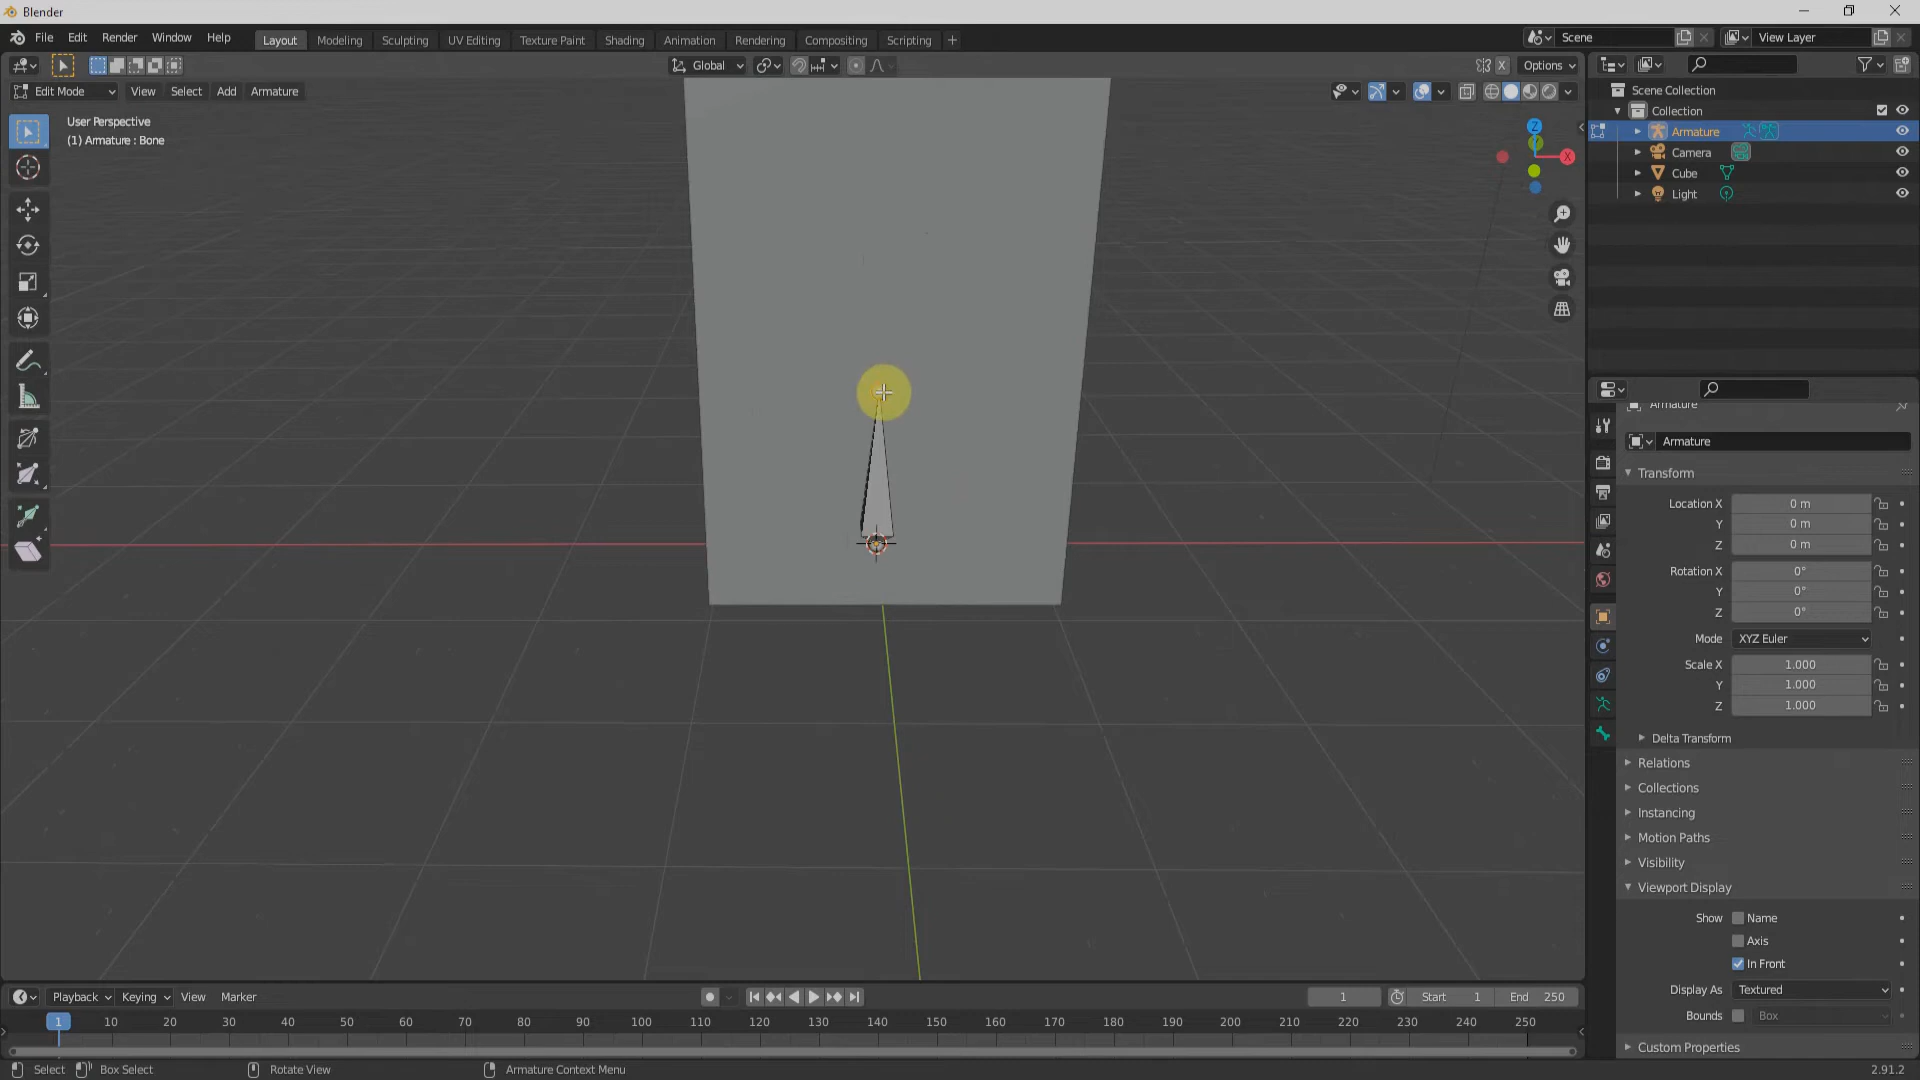 Blender
File Edit Render Window Help Layout Modeling Sculpting UV Editing Texture Paint Shading Animation Rendering Compositing Scripting + Scene View Layer
Global Options
Edit Mode View Select Add Armature
User Perspective
(1) Armature : Bone
Z
X
Scene Collection
Collection
Armature
Camera
Cube
Light
Armature
Armature
Transform
Location X 0 m
Y 0 m
Z 0 m
Rotation X 0°
Y 0°
Z 0°
Mode XYZ Euler
Scale X 1.000
Y 1.000
Z 1.000
Delta Transform
Relations
Collections
Instancing
Motion Paths
Visibility
Viewport Display
Show Name
Axis
In Front
Display As Textured
Bounds Box
Custom Properties
Playback Keying View Marker 1 Start 1 End 250
1 10 20 30 40 50 60 70 80 90 100 110 120 130 140 150 160 170 180 190 200 210 220 230 240 250
Select Box Select Rotate View Armature Context Menu 2.91.2